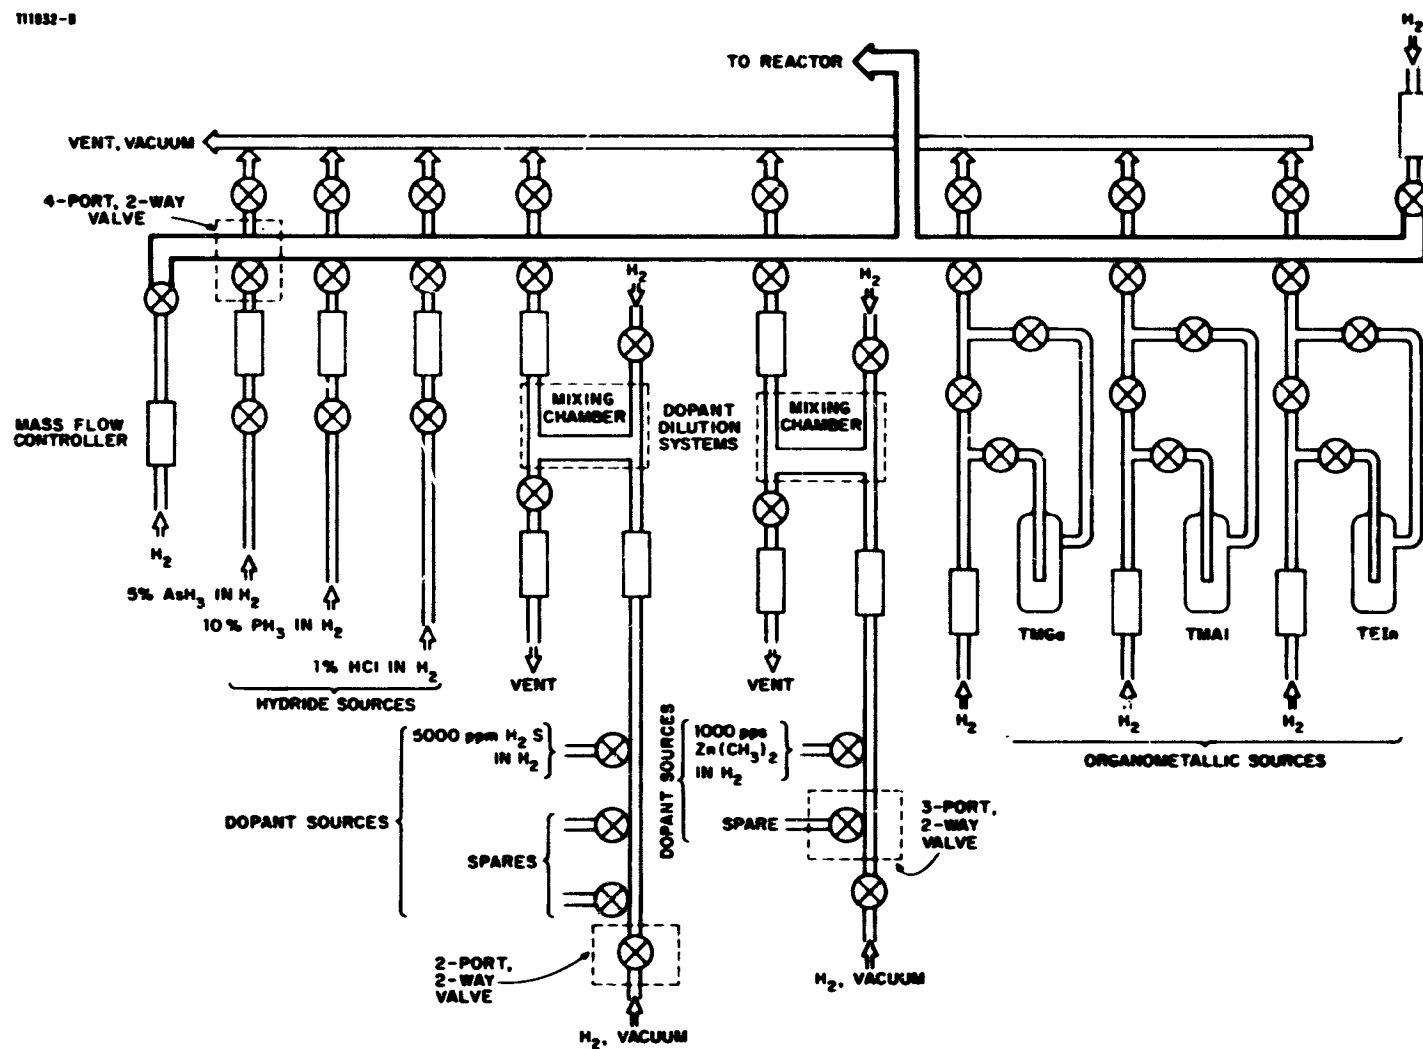 T11932-B
H2
TO REACTOR
VENT, VACUUM
4-PORT, 2-WAY
VALVE
H2
H2
MASS FLOW
CONTROLLER
MIXING
CHAMBER
DOPANT
DILUTION
SYSTEMS
MIXING
CHAMBER
H2
5% AsH3 IN H2
10% PH3 IN H2
1% HCl IN H2
HYDRIDE SOURCES
VENT
VENT
TMGa
TMAl
TEIn
H2
H2
H2
ORGANOMETALLIC SOURCES
5000 ppm H2 S
IN H2
DOPANT SOURCES
SPARES
DOPANT SOURCES
1000 pps
Zn(CH3)2
IN H2
SPARE
3-PORT,
2-WAY
VALVE
2-PORT,
2-WAY
VALVE
H2, VACUUM
H2, VACUUM